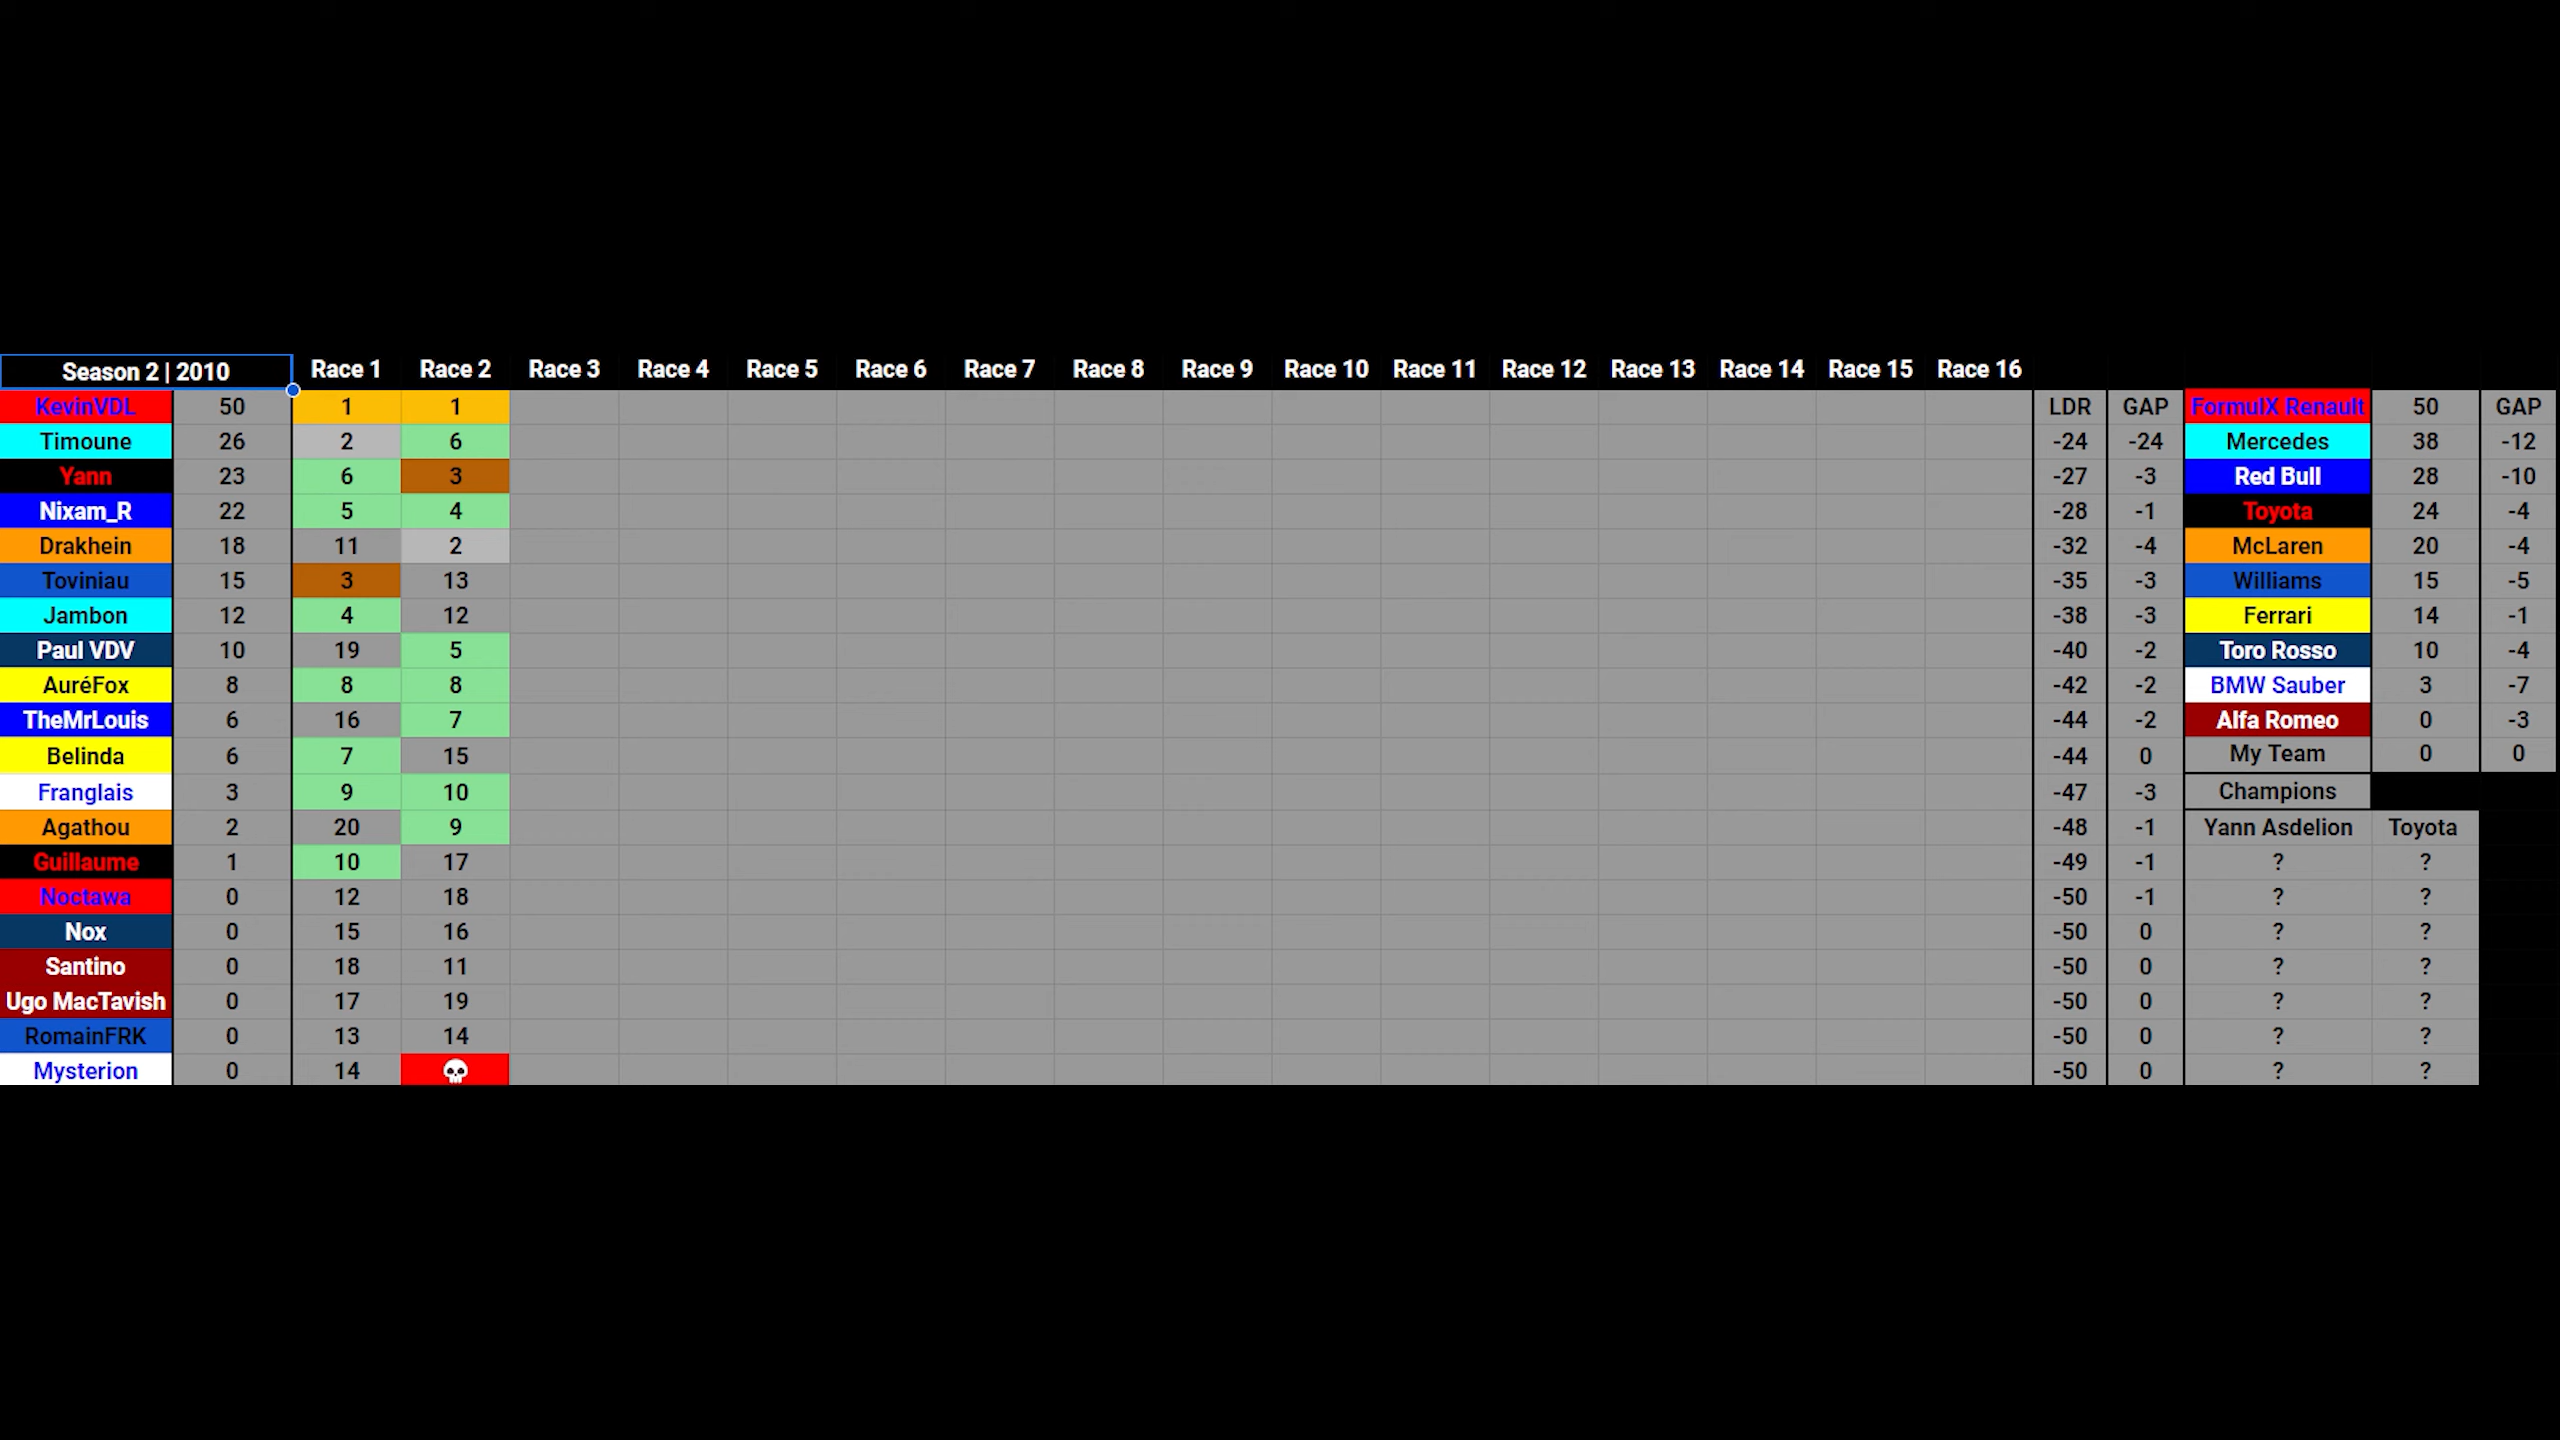 Season 2 | 2010 Race 1 Race 2 Race 3 Race 4 Race 5 Race 6 Race 7 Race 8 Race 9 Race 10 Race 11 Race 12 Race 13 Race 14 Race 15 Race 16
KevinVDL 50 1 1 LDR GAP FormulX Renault 50 GAP
Timoune 26 2 6 -24 -24 Mercedes 38 -12
Yann 23 6 3 -27 -3 Red Bull 28 -10
Nixam_R 22 5 4 -28 -1 Toyota 24 -4
Drakhein 18 11 2 -32 -4 McLaren 20 -4
Toviniau 15 3 13 -35 -3 Williams 15 -5
Jambon 12 4 12 -38 -3 Ferrari 14 -1
Paul VDV 10 19 5 -40 -2 Toro Rosso 10 -4
AuréFox 8 8 8 -42 -2 BMW Sauber 3 -7
TheMrLouis 6 16 7 -44 -2 Alfa Romeo 0 -3
Belinda 6 7 15 -44 0 My Team 0 0
Franglais 3 9 10 -47 -3 Champions
Agathou 2 20 9 -48 -1 Yann Asdelion Toyota
Guillaume 1 10 17 -49 -1 ? ?
Noctawa 0 12 18 -50 -1 ? ?
Nox 0 15 16 -50 0 ? ?
Santino 0 18 11 -50 0 ? ?
Ugo MacTavish 0 17 19 -50 0 ? ?
RomainFRK 0 13 14 -50 0 ? ?
Mysterion 0 14 -50 0 ? ?